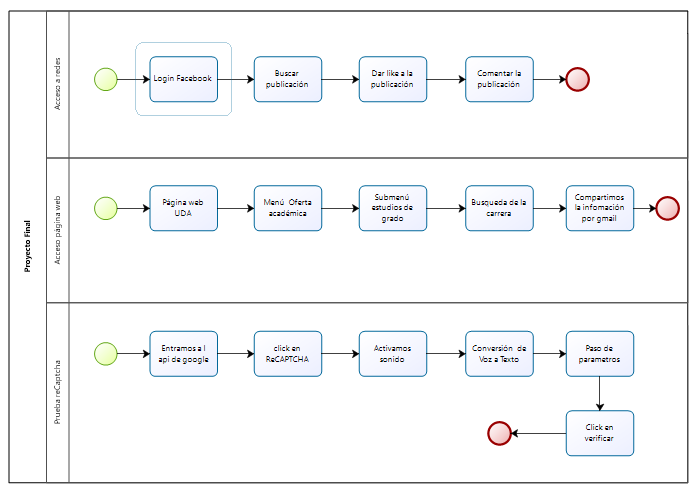 Proyecto Final
Acceso a redes
Login Facebook
Buscar
publicación
Dar like a la
publicación
Comentar la
publicación
Acceso página web
Página web
UDA
Menú Oferta
académica
Submenú
estudios de
grado
Busqueda de la
carrera
Compartimos
la infomación
por gmail
Prueba reCaptcha
Entramos a l
api de google
click en
ReCAPTCHA
Activamos
sonido
Conversión de
Voz a Texto
Paso de
parametros
Click en
verificar